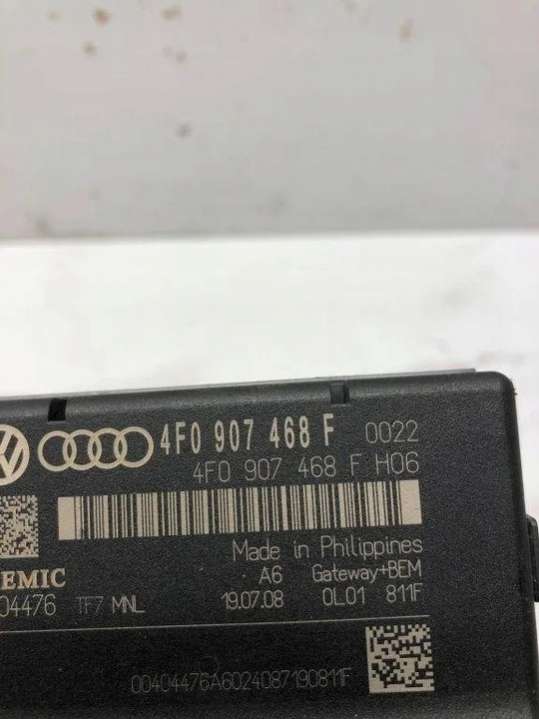 4F0 907 468 F 0022
4F0 907 468 F H06
Made in Philippines
EMIC A6 Gateway+BEM
04476 TF7 MNL 19.07.08 0L01 811F
00404476A6024087190811F